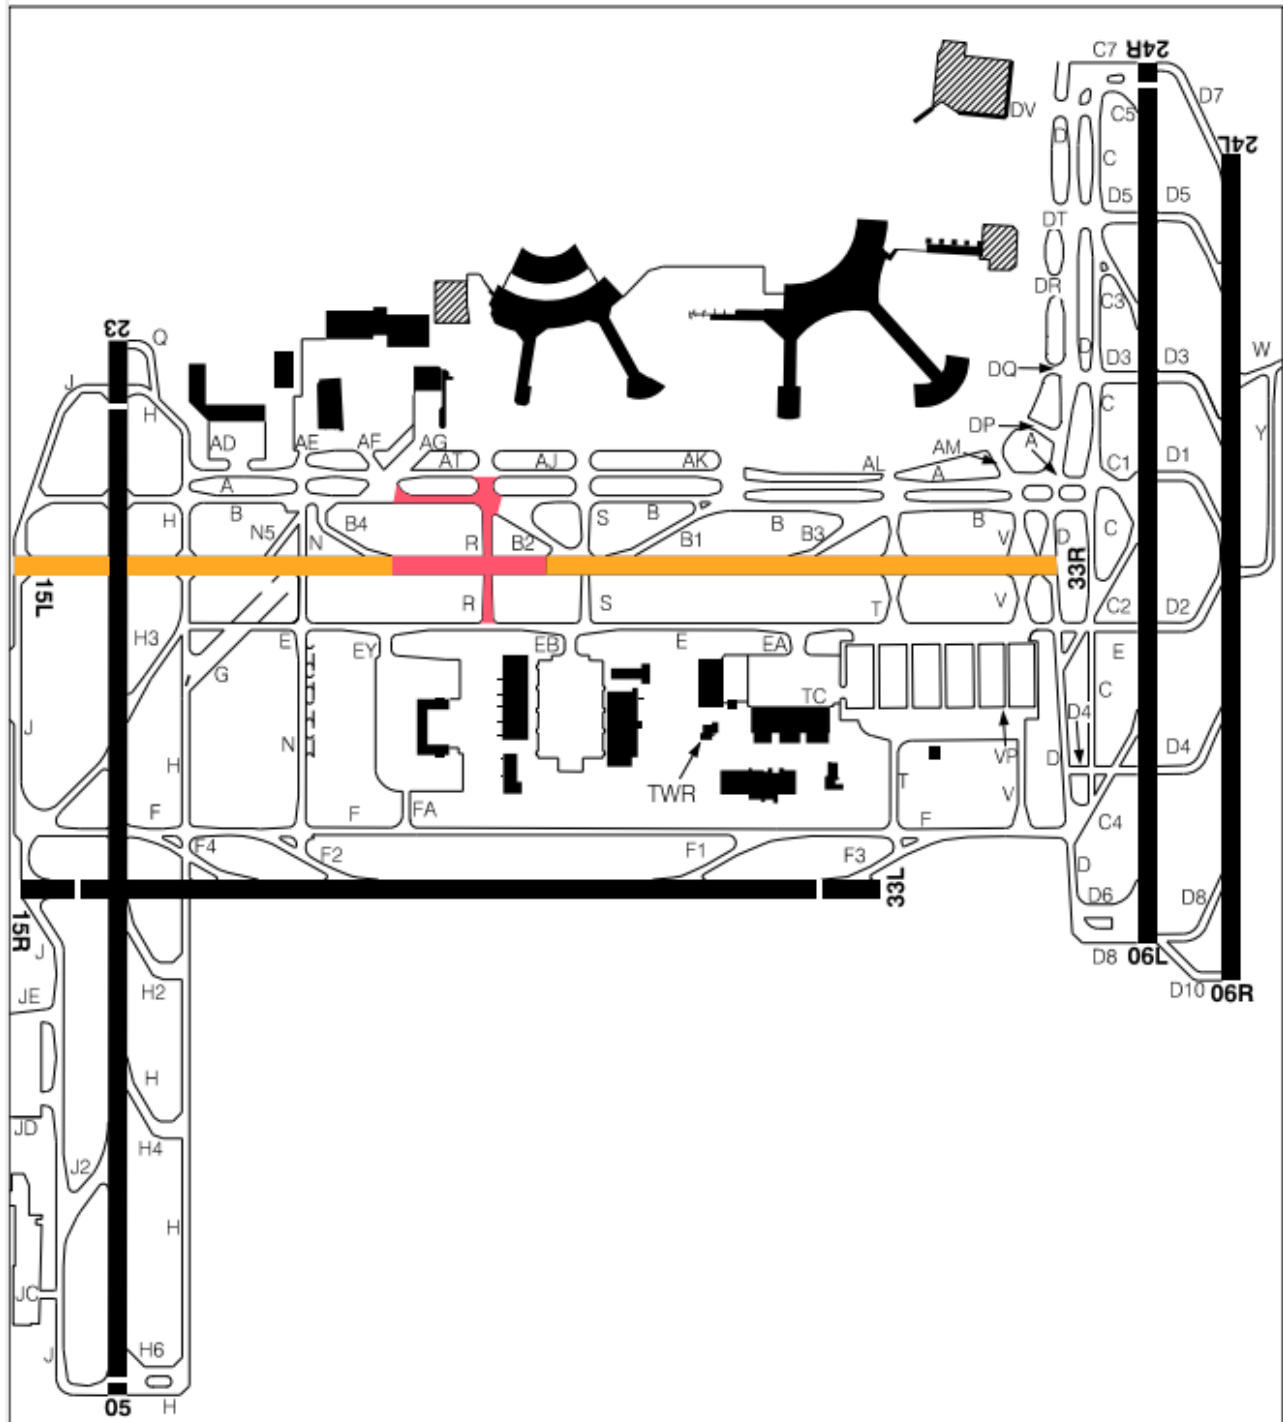 C7
24R
D7
DV
C5
D
C
24L
D5
D5
DT
DR
C3
23
Q
D
D3
D3
W
DQ
J
H
C
DP
Y
AD
AE
AF
AG
AT
AJ
AK
AL
AM
A
A
C1
D1
A
B
H
N5
N
B4
R
B2
S
B
B1
B
B3
B
V
D
C
15L
33R
R
S
T
V
C2
D2
H3
E
EY
EB
E
EA
E
G
TC
C
J
N
D4
H
TWR
VP
D
D4
T
V
F
F
FA
F
C4
F4
F2
F1
F3
D
15R
33L
D6
D8
J
D8
06L
JE
H2
D10
06R
H
JD
H4
J2
H
JC
J
H6
05
H